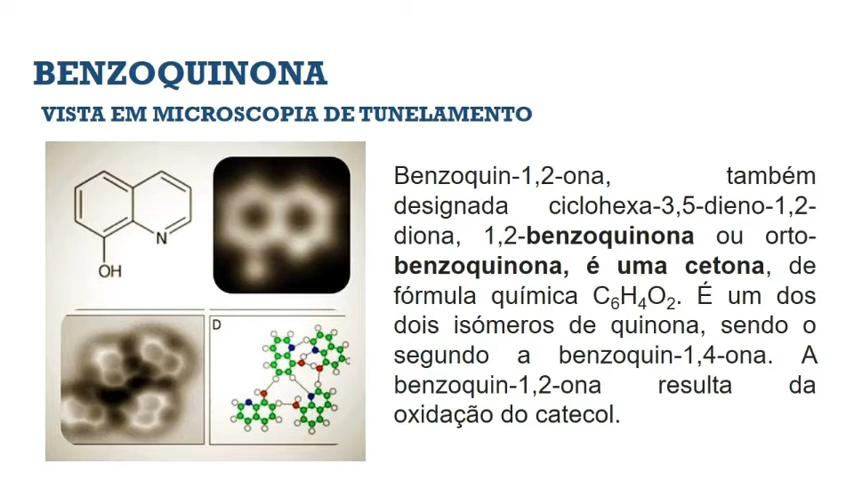 BENZOQUINONA
VISTA EM MICROSCOPIA DE TUNELAMENTO
OH
N
D
Benzoquin-1,2-ona, também
designada ciclohexa-3,5-dieno-1,2-
diona, 1,2-benzoquinona ou orto-
benzoquinona, é uma cetona, de
fórmula química C₆H₄O₂. É um dos
dois isómeros de quinona, sendo o
segundo a benzoquin-1,4-ona. A
benzoquin-1,2-ona resulta da
oxidação do catecol.